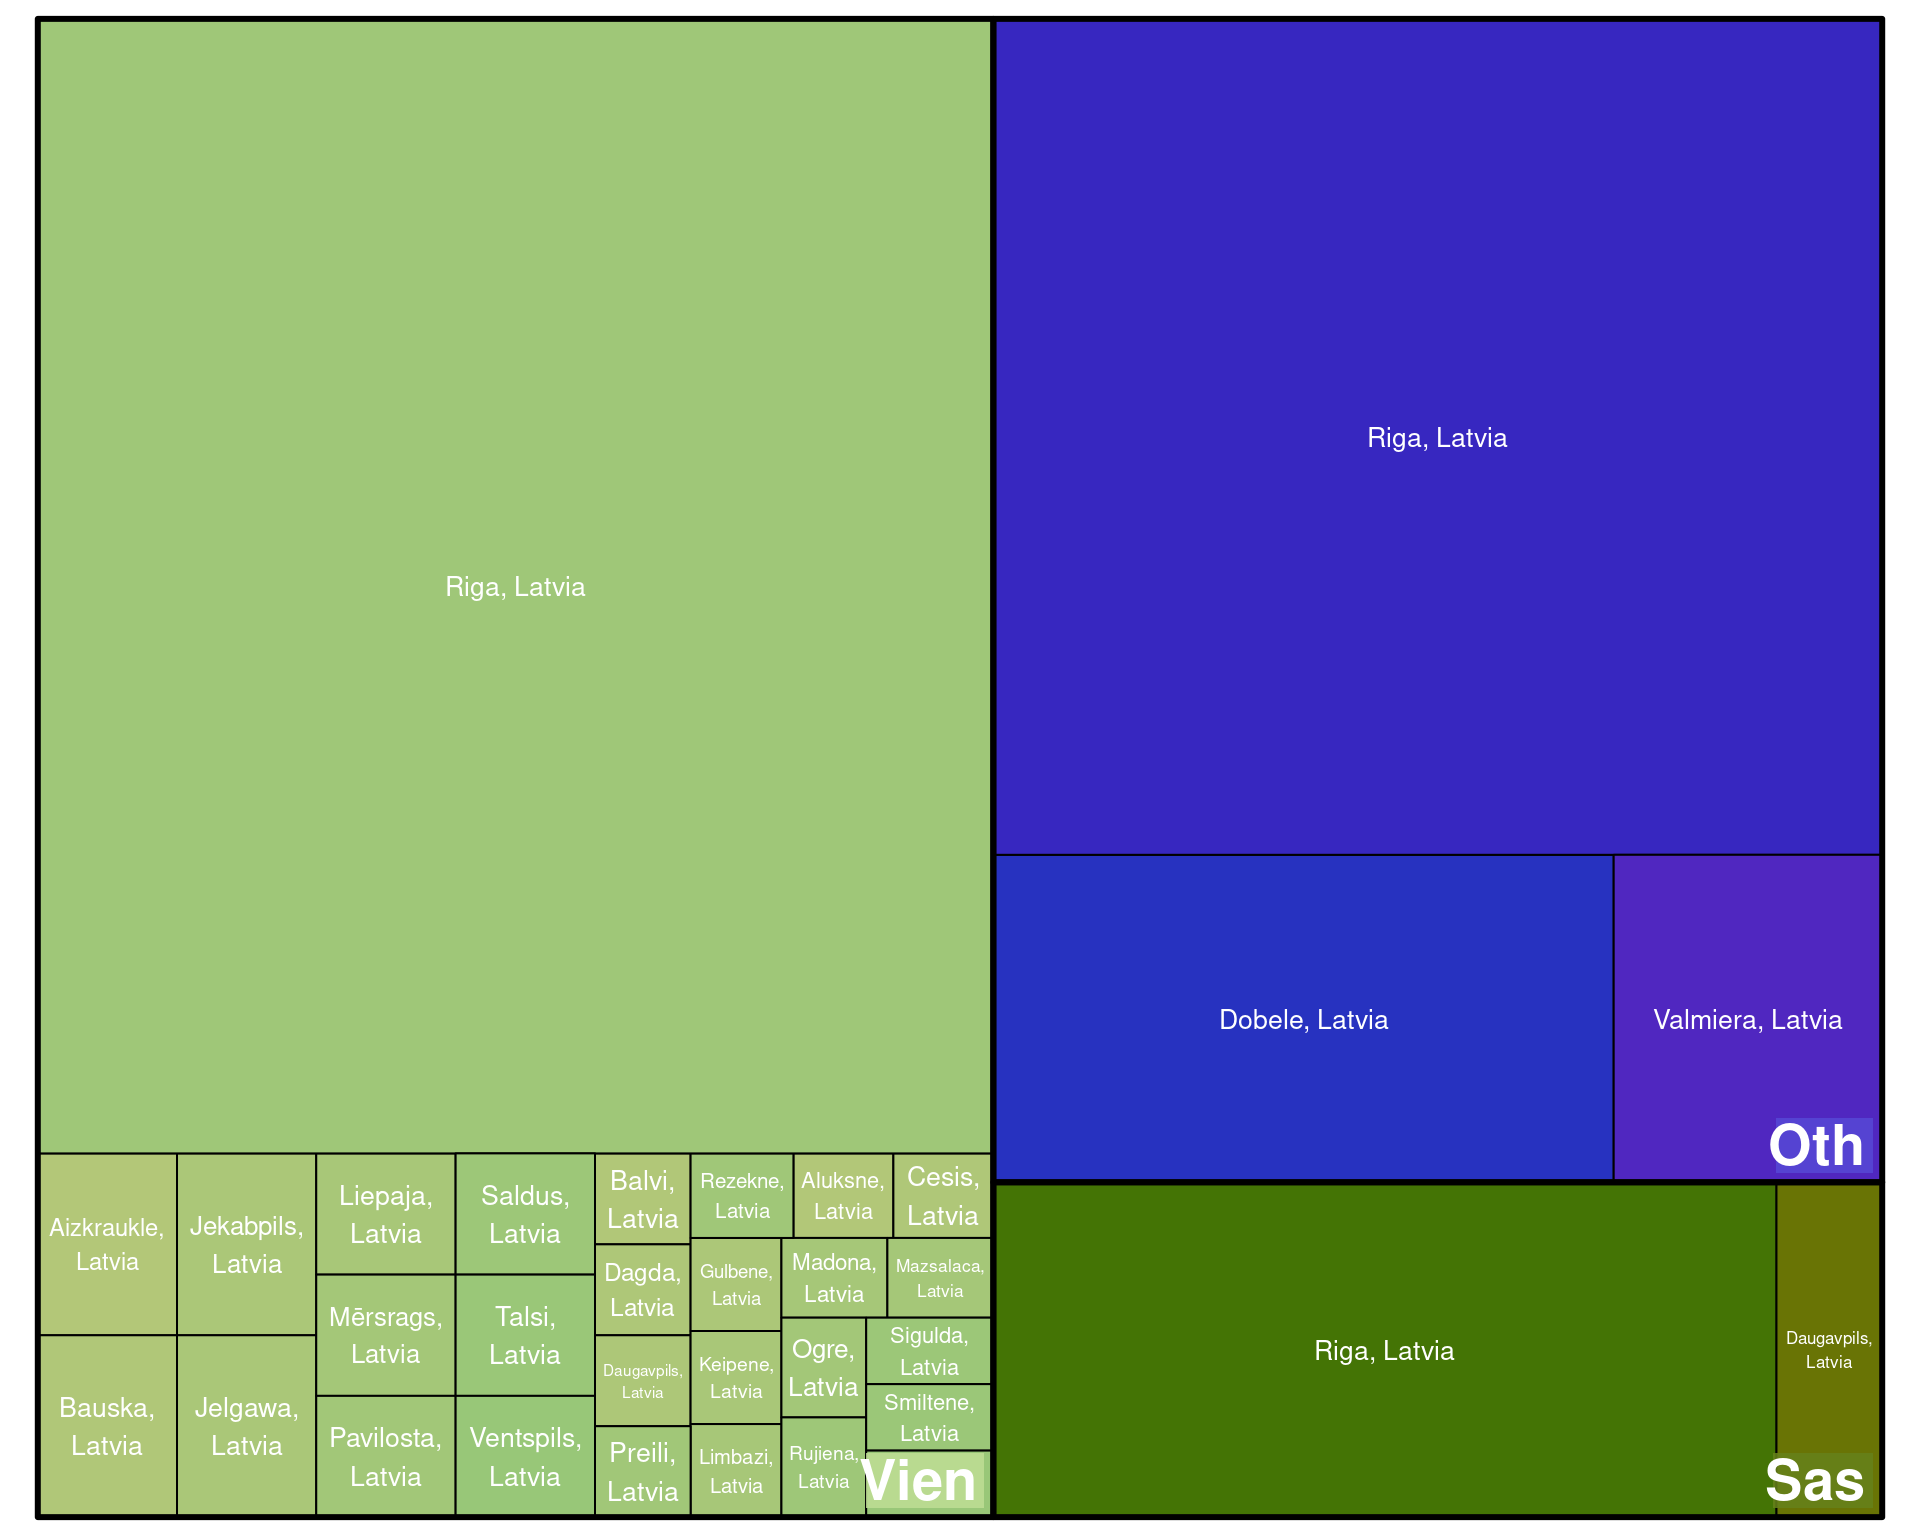 Riga, Latvia
Aizkraukle,
Latvia
Bauska,
Latvia
Jekabpils,
Latvia
Jelgawa,
Latvia
Liepaja,
Latvia
Mērsrags,
Latvia
Pavilosta,
Latvia
Saldus,
Latvia
Talsi,
Latvia
Ventspils,
Latvia
Balvi,
Latvia
Dagda,
Latvia
Daugavpils,
Latvia
Preili,
Latvia
Rezekne,
Latvia
Aluksne,
Latvia
Cesis,
Latvia
Gulbene,
Latvia
Keipene,
Latvia
Limbazi,
Latvia
Madona,
Latvia
Mazsalaca,
Latvia
Ogre,
Latvia
Rujiena,
Latvia
Sigulda,
Latvia
Smiltene,
Latvia
Vien
Riga, Latvia
Dobele, Latvia
Valmiera, Latvia
Oth
Riga, Latvia
Daugavpils,
Latvia
Sas